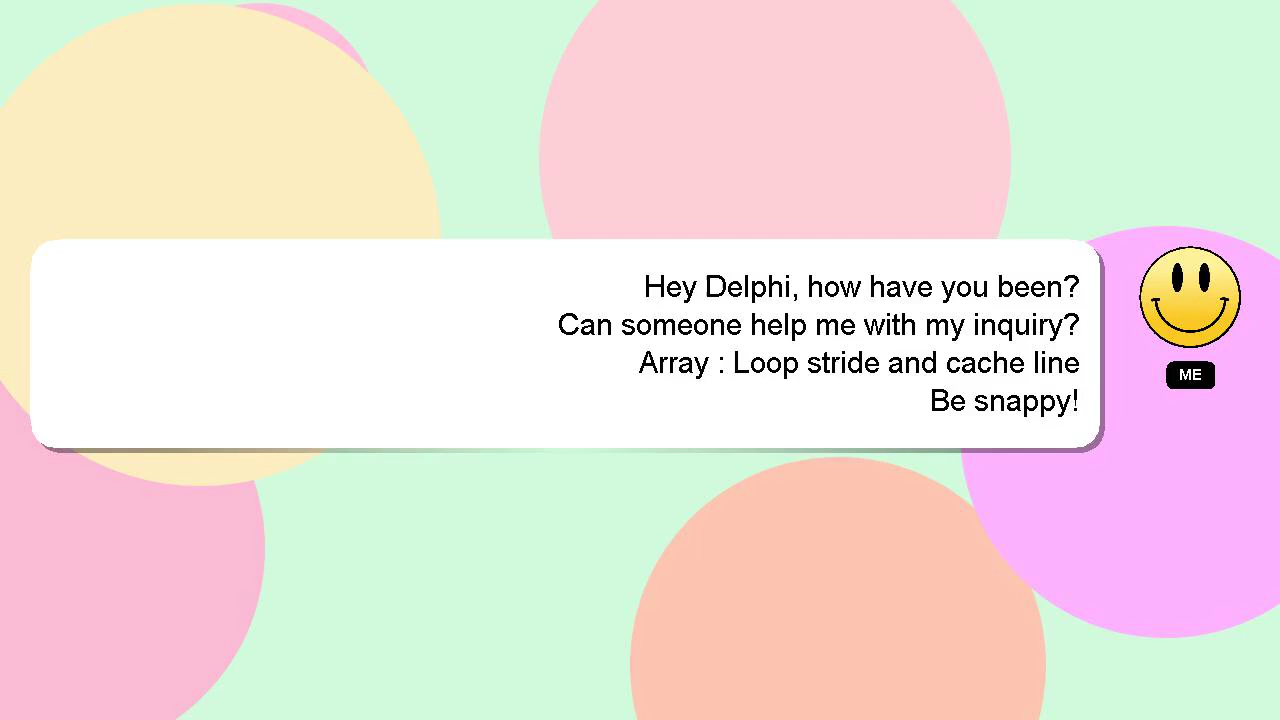 Hey Delphi, how have you been?
Can someone help me with my inquiry?
Array : Loop stride and cache line
Be snappy!
ME